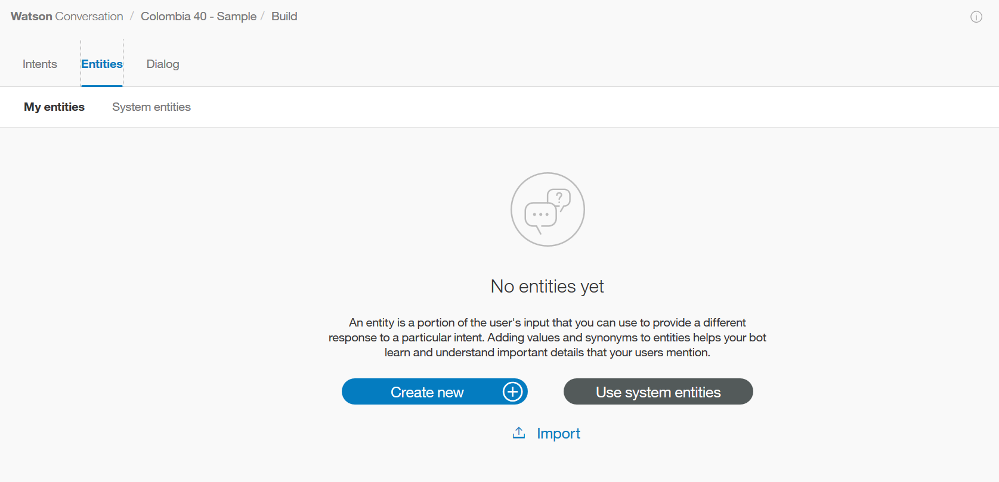 Watson Conversation / Colombia 40 - Sample / Build
Intents Entities Dialog
My entities System entities
?
No entities yet
An entity is a portion of the user's input that you can use to provide a different
response to a particular intent. Adding values and synonyms to entities helps your bot
learn and understand important details that your users mention.
Create new Use system entities
Import